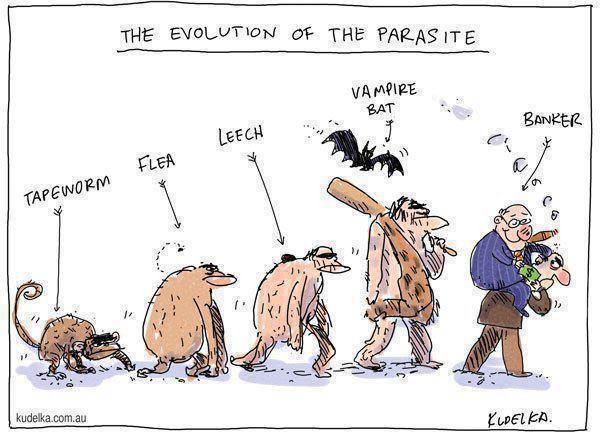 THE EVOLUTION OF THE PARASITE
TAPEWORM
FLEA
LEECH
VAMPIRE
BAT
BANKER
$
kudelka.com.au
KUDELKA.